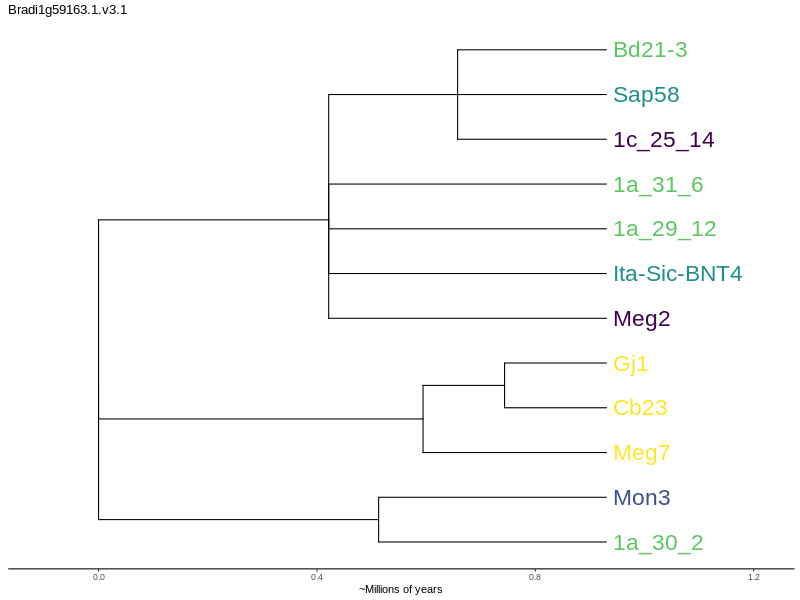 Bradi1g59163.1.v3.1
Bd21-3
Sap58
1c_25_14
1a_31_6
1a_29_12
Ita-Sic-BNT4
Meg2
Gj1
Cb23
Meg7
Mon3
1a_30_2
0.0 0.4 0.8 1.2
~Millions of years